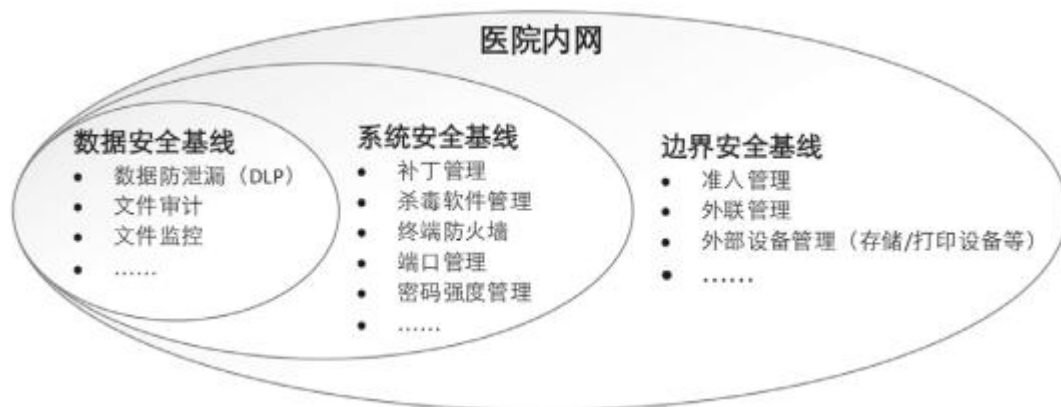 医院内网
数据安全基线
• 数据防泄漏（DLP）
• 文件审计
• 文件监控
• ……
系统安全基线
• 补丁管理
• 杀毒软件管理
• 终端防火墙
• 端口管理
• 密码强度管理
• ……
边界安全基线
• 准人管理
• 外联管理
• 外部设备管理（存储/打印设备等）
• ……